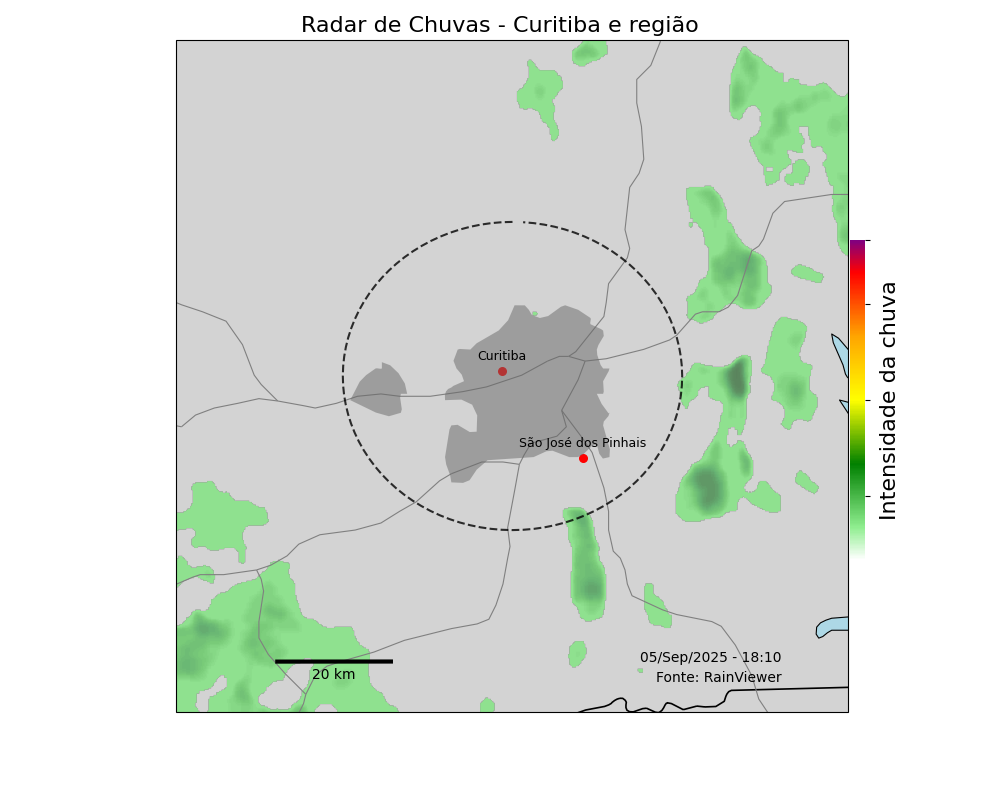 Radar de Chuvas - Curitiba e região
Curitiba
São José dos Pinhais
Intensidade da chuva
20 km
05/Sep/2025 - 18:10
Fonte: RainViewer